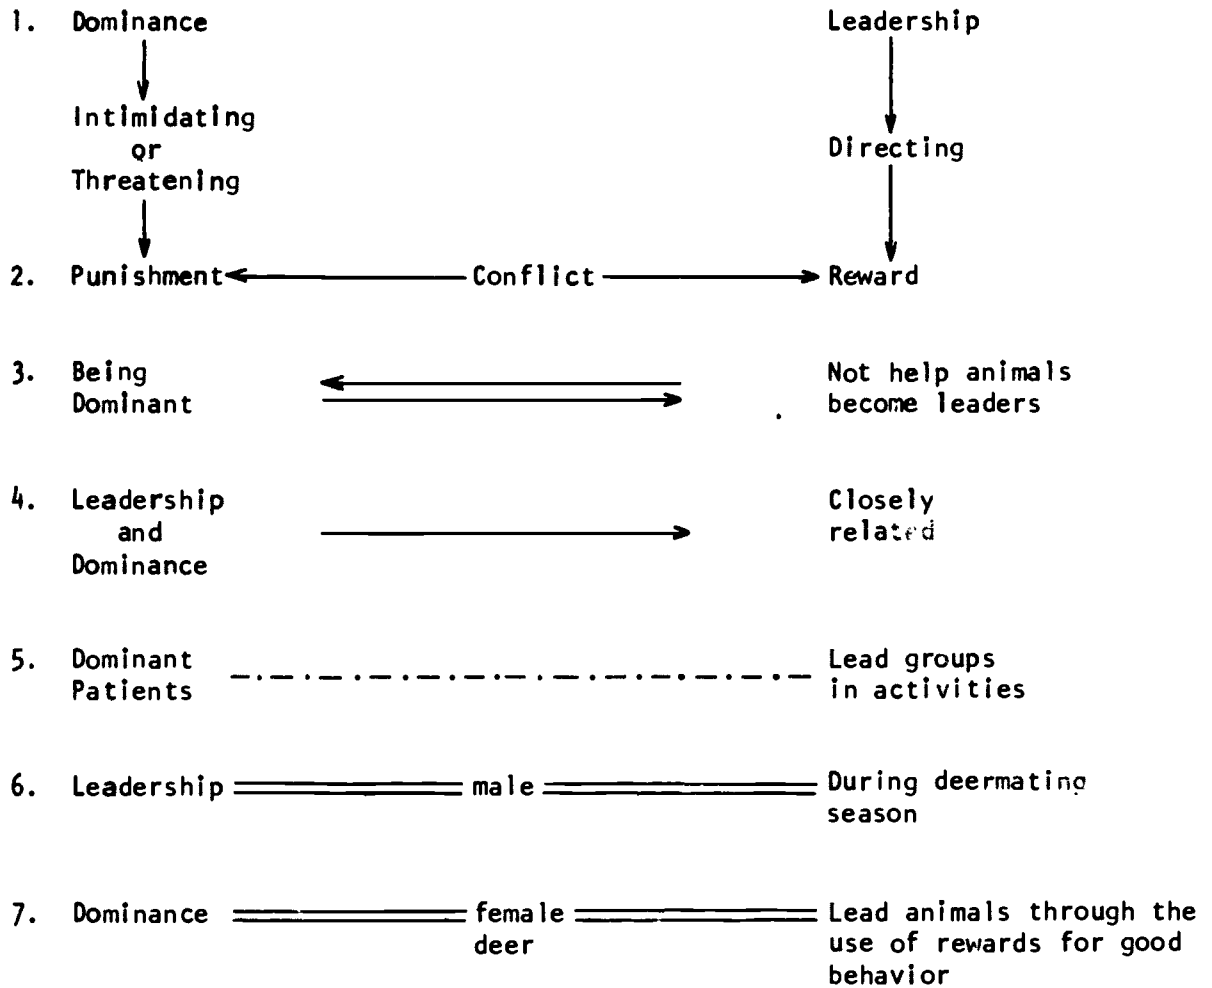 1. Dominance Leadership
Intimidating
or
Threatening
Directing
2. Punishment Conflict Reward
3. Being Dominant
Not help animals
become leaders
4. Leadership
and
Dominance
Closely
related
5. Dominant
Patients
Lead groups
in activities
6. Leadership male During deermating
season
7. Dominance female
deer
Lead animals through the
use of rewards for good
behavior